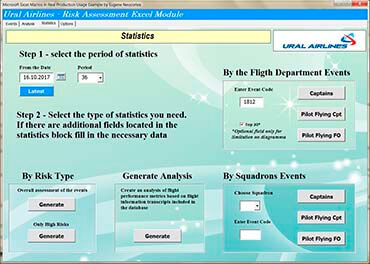 Microsoft Excel Macros in Real Production Usage Example by Eugene Nesocortea
Ural Airlines - Risk Assessment Excel Module
Events Analysis Statistics Options
Statistics
URAL AIRLINES
Step 1 - select the period of statistics
From the Date
Period
16.10.2017
36
Latest
Step 2 - Select the type of statistics you need.
If there are additional fields located in the
statistics block fill in the necessary data
By the Fligth Department Events
Enter Event Code
1812
Captains
Pilot Flying Cpt
Pilot Flying FO
*Optional field only for
limitation on diagramma
By Risk Type
Overall assessment of the events
Generate
Only High Risks
Generate
Generate Analysis
Create an analysis of flight
performance metrics based on flight
information transcripts included in
the database
Generate
By Squadrons Events
Choose Squadron
Enter Event Code
Captains
Pilot Flying Cpt
Pilot Flying FO